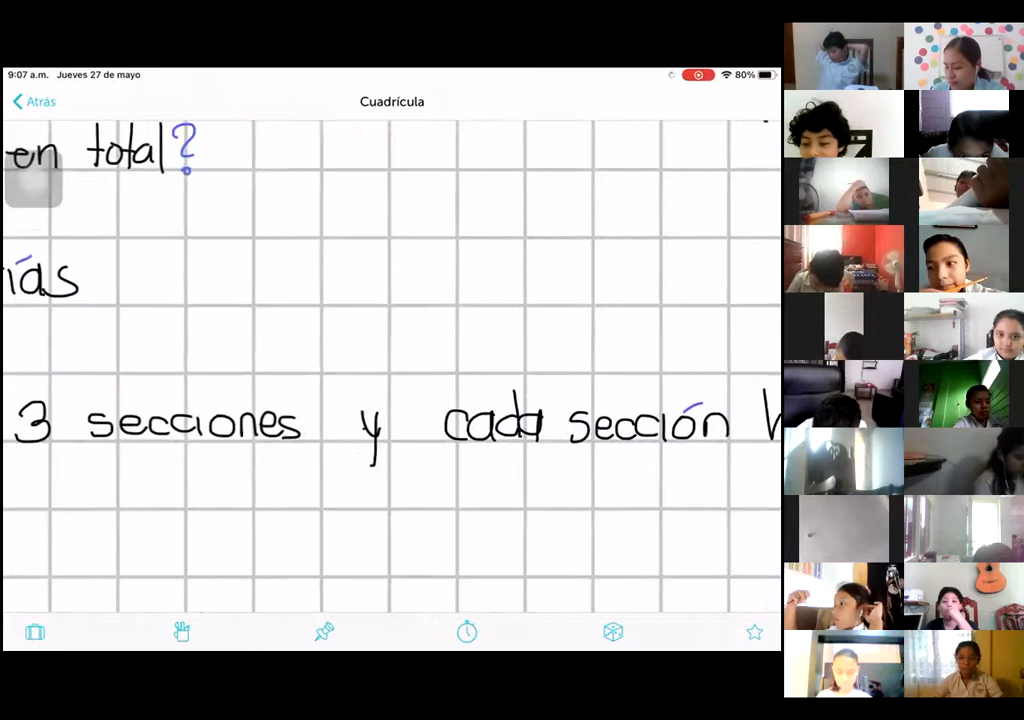 9:07 a.m. Jueves 27 de mayo 80%
Atrás Cuadrícula
en total?
ías
3 secciones y cada sección